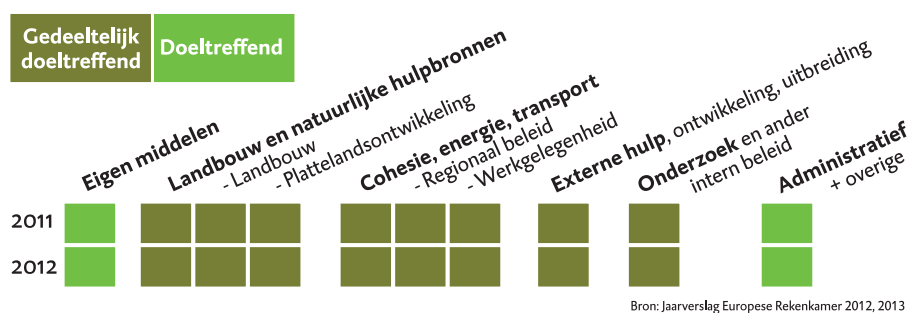 Gedeeltelijk
doeltreffend
Doeltreffend
Eigen middelen
Landbouw en natuurlijke hulpbronnen
- Landbouw
- Plattelandsontwikkeling
Cohesie, energie, transport
- Regionaal beleid
- Werkgelegenheid
Externe hulp, ontwikkeling, uitbreiding
Onderzoek en ander
intern beleid
Administratief
+ overige
2011
2012
Bron: Jaarverslag Europese Rekenkamer 2012, 2013